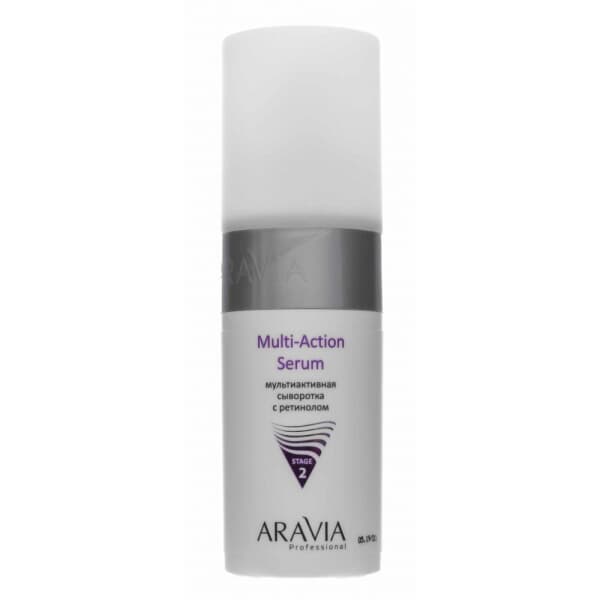 ARAVIA
Multi-Action
Serum
мультиактивная
сыворотка
с ретинолом
STAGE
2
ARAVIA
Professional